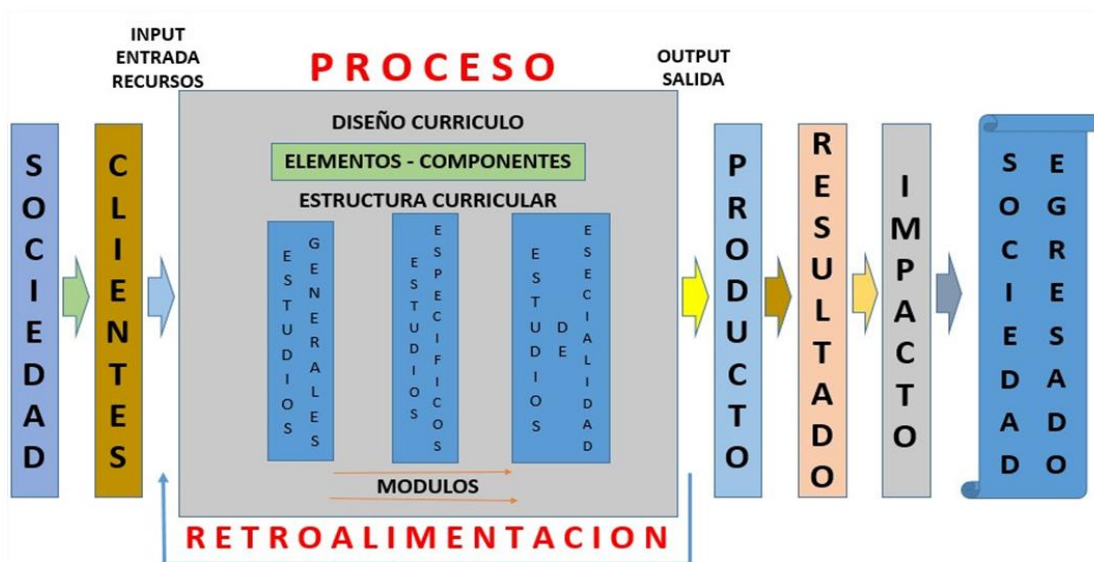 INPUT
ENTRADA
RECURSOS
PROCESO
OUTPUT
SALIDA
SOCIEDAD
CLIENTES
DISEÑO CURRICULO
ELEMENTOS - COMPONENTES
ESTRUCTURA CURRICULAR
ESTUDIOS
GENERALES
ESTUDIOS
ESPECIFICOS
ESTUDIOS
DE
ESECIALIDAD
MODULOS
RETROALIMENTACION
PRODUCTO
RESULTADO
IMPACTO
SOCIEDAD
EGRESADO